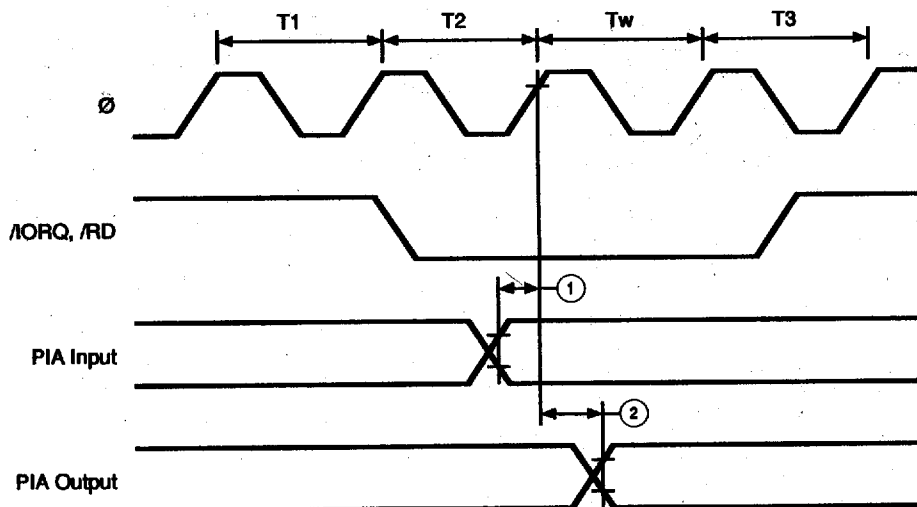 T1 T2 Tw T3
Ø
/IORQ, /RD
1
PIA Input
2
PIA Output